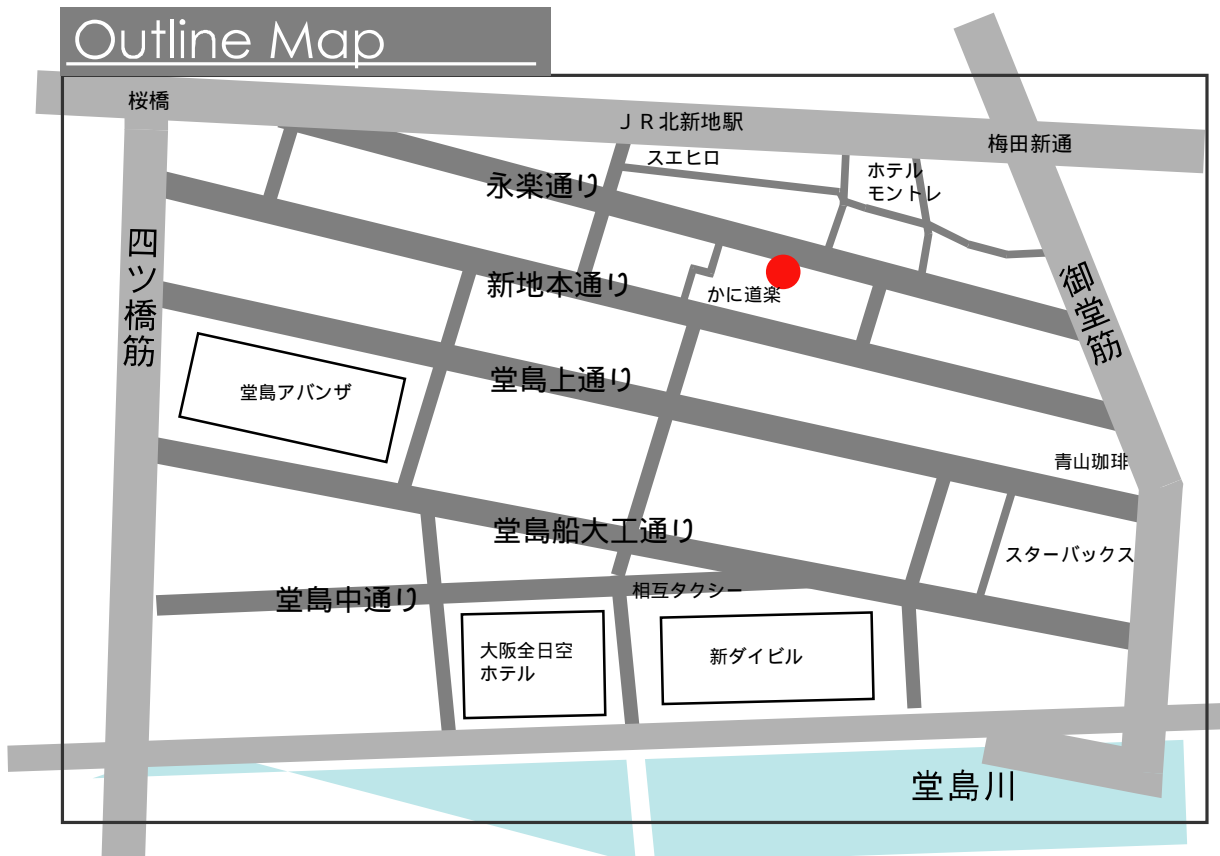 Outline Map
桜橋
ＪＲ北新地駅
梅田新通
スエヒロ
ホテル
モントレ
永楽通り
四ツ橋筋
新地本通り
かに道楽
御堂筋
堂島上通り
堂島アバンザ
青山珈琲
堂島船大工通り
スターバックス
堂島中通り
相互タクシー
大阪全日空
ホテル
新ダイビル
堂島川